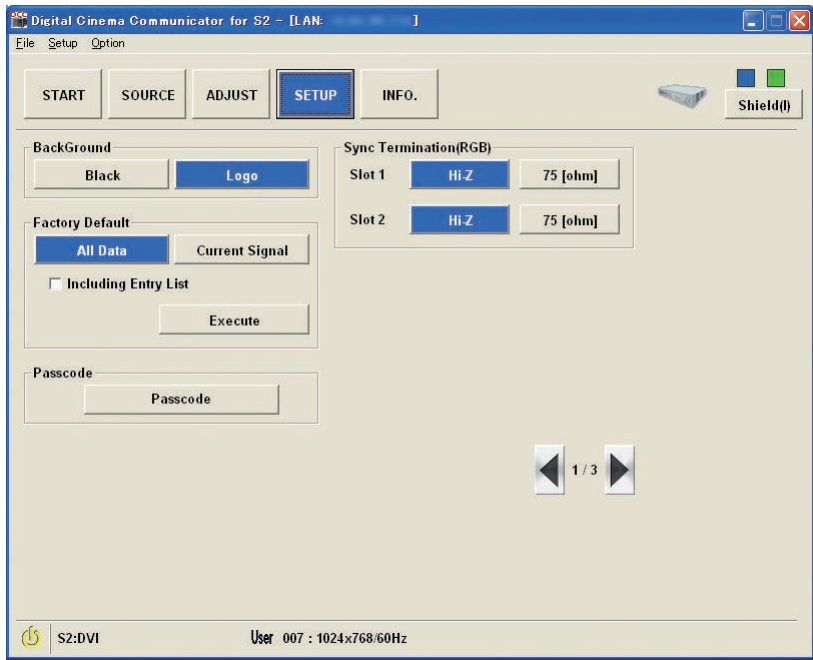 Digital Cinema Communicator for S2 - [LAN: ]
File Setup Option
START SOURCE ADJUST SETUP INFO.
Shield(I)
BackGround
Black Logo
Sync Termination(RGB)
Slot 1 Hi-Z 75 [ohm]
Slot 2 Hi-Z 75 [ohm]
Factory Default
All Data Current Signal
Including Entry List
Execute
Passcode
Passcode
1 / 3
S2:DVI User 007 : 1024x768/60Hz